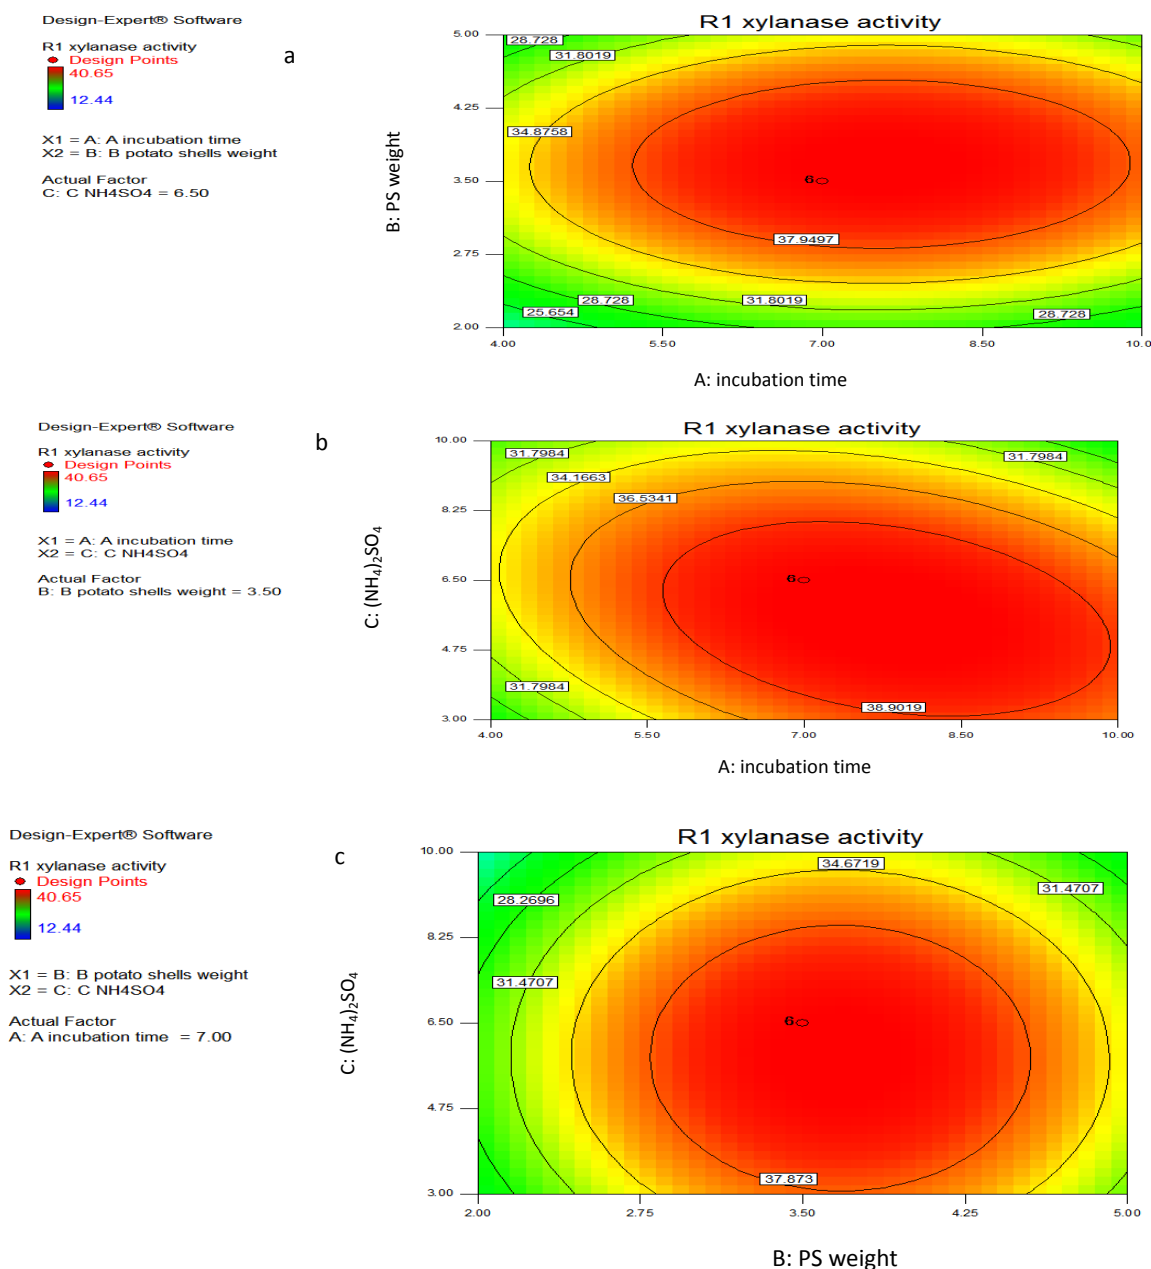 Design-Expert® Software
R1 xylanase activity
Design Points
40.65
12.44
X1 = A: A incubation time
X2 = B: B potato shells weight
Actual Factor
C: C NH4SO4 = 6.50
a
R1 xylanase activity
B: PS weight
5.00
4.25
3.50
2.75
2.00
28.728
31.8019
34.8758
6
37.9497
28.728
31.8019
25.654
28.728
4.00
5.50
7.00
8.50
10.0
A: incubation time
Design-Expert® Software
R1 xylanase activity
Design Points
40.65
12.44
X1 = A: A incubation time
X2 = C: C NH4SO4
Actual Factor
B: B potato shells weight = 3.50
b
R1 xylanase activity
C: (NH4)2SO4
10.00
8.25
6.50
4.75
3.00
31.7984
31.7984
34.1663
36.5341
6
31.7984
38.9019
4.00
5.50
7.00
8.50
10.00
A: incubation time
Design-Expert® Software
R1 xylanase activity
Design Points
40.65
12.44
X1 = B: B potato shells weight
X2 = C: C NH4SO4
Actual Factor
A: A incubation time = 7.00
c
R1 xylanase activity
C: (NH4)2SO4
10.00
8.25
6.50
4.75
3.00
34.6719
31.4707
28.2696
31.4707
6
37.873
2.00
2.75
3.50
4.25
5.00
B: PS weight